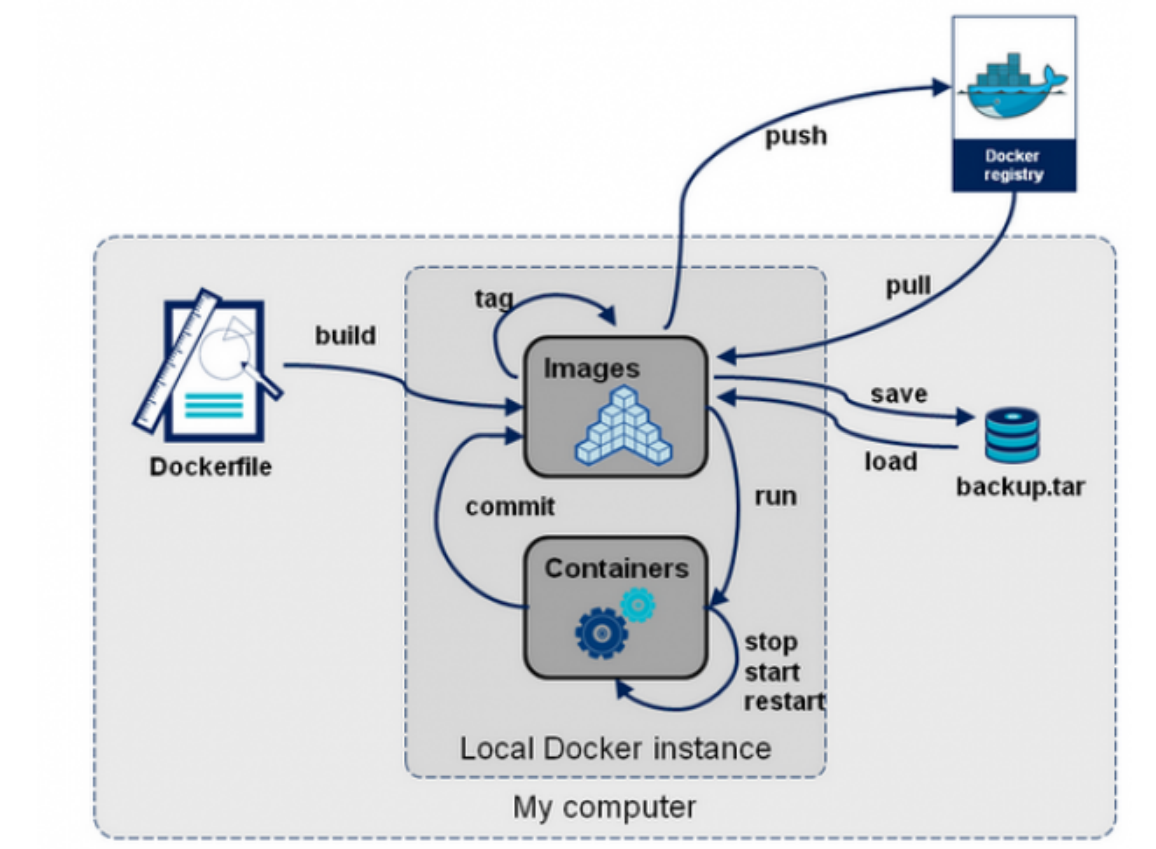 Docker
registry
push
pull
tag
build
Images
save
load
Dockerfile
backup.tar
commit
run
Containers
stop
start
restart
Local Docker instance
My computer